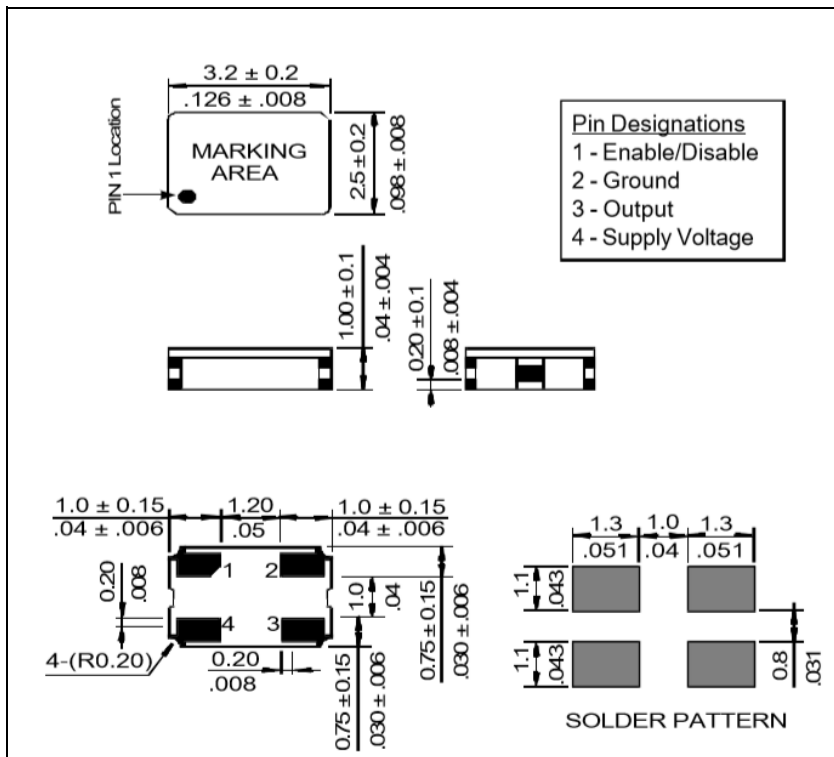 3.2 ± 0.2
.126 ± .008
PIN 1 Location
MARKING
AREA
2.5 ± 0.2
.098 ± .008
Pin Designations
1 - Enable/Disable
2 - Ground
3 - Output
4 - Supply Voltage
1.00 ± 0.1
.04 ± .004
0.20 ± 0.1
.008 ± .004
1.0 ± 0.15
.04 ± .006
1.20
.05
1.0 ± 0.15
.04 ± .006
0.20
.008
1
2
4
3
1.0
.04
0.75 ± 0.15
.030 ± .006
4-(R0.20)
0.20
.008
0.75 ± 0.15
.030 ± .006
1.3
.051
1.0
.04
1.3
.051
1.1
.043
1.1
.043
0.8
.031
SOLDER PATTERN